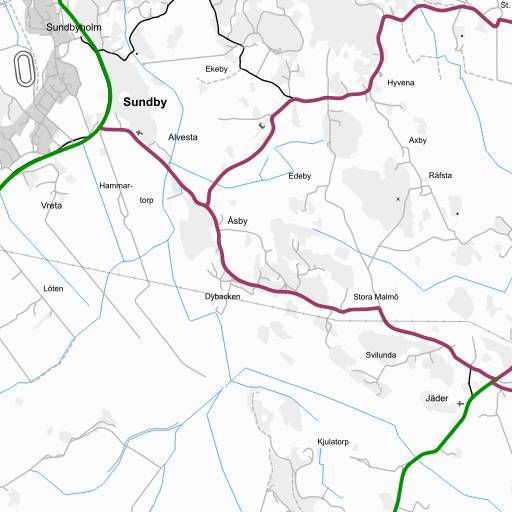 St.
Sundbyholm
Ekeby
Hyvena
Sundby
Alvesta
Axby
Edeby
Räfsta
Hammar-
torp
Vreta
Åsby
Löten
Dybacken
Stora Malmö
Svilunda
Jäder
Kjulatorp